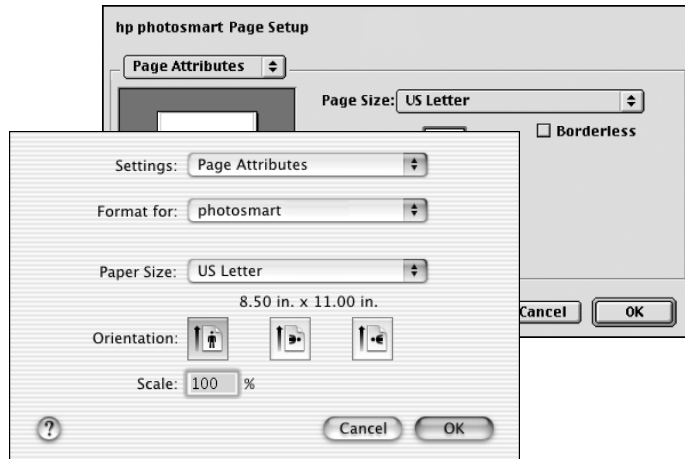 hp photosmart Page Setup
Page Attributes
Page Size: US Letter
Borderless
Cancel OK
Settings: Page Attributes
Format for: photosmart
Paper Size: US Letter
8.50 in. x 11.00 in.
Orientation:
Scale: 100 %
?
Cancel OK